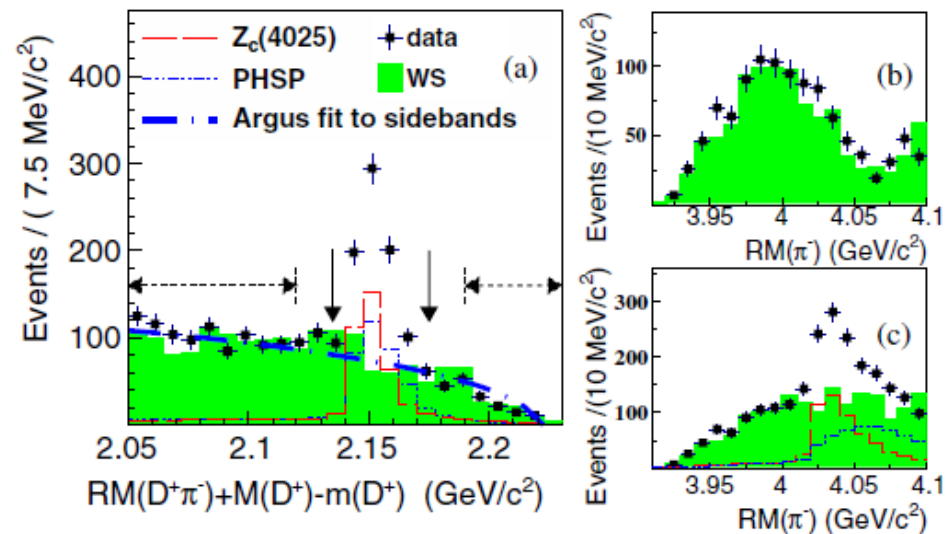 Events / ( 7.5 MeV/c²)
400
300
200
100
Z_c(4025)
data
(a)
PHSP
WS
Argus fit to sidebands
2.05
2.1
2.15
2.2
RM(D⁺π⁻)+M(D⁺)-m(D⁺) (GeV/c²)
Events /(10 MeV/c²)
100
50
(b)
3.95
4
4.05
4.1
RM(π⁻) (GeV/c²)
Events /(10 MeV/c²)
300
200
100
(c)
3.95
4
4.05
4.1
RM(π⁻) (GeV/c²)